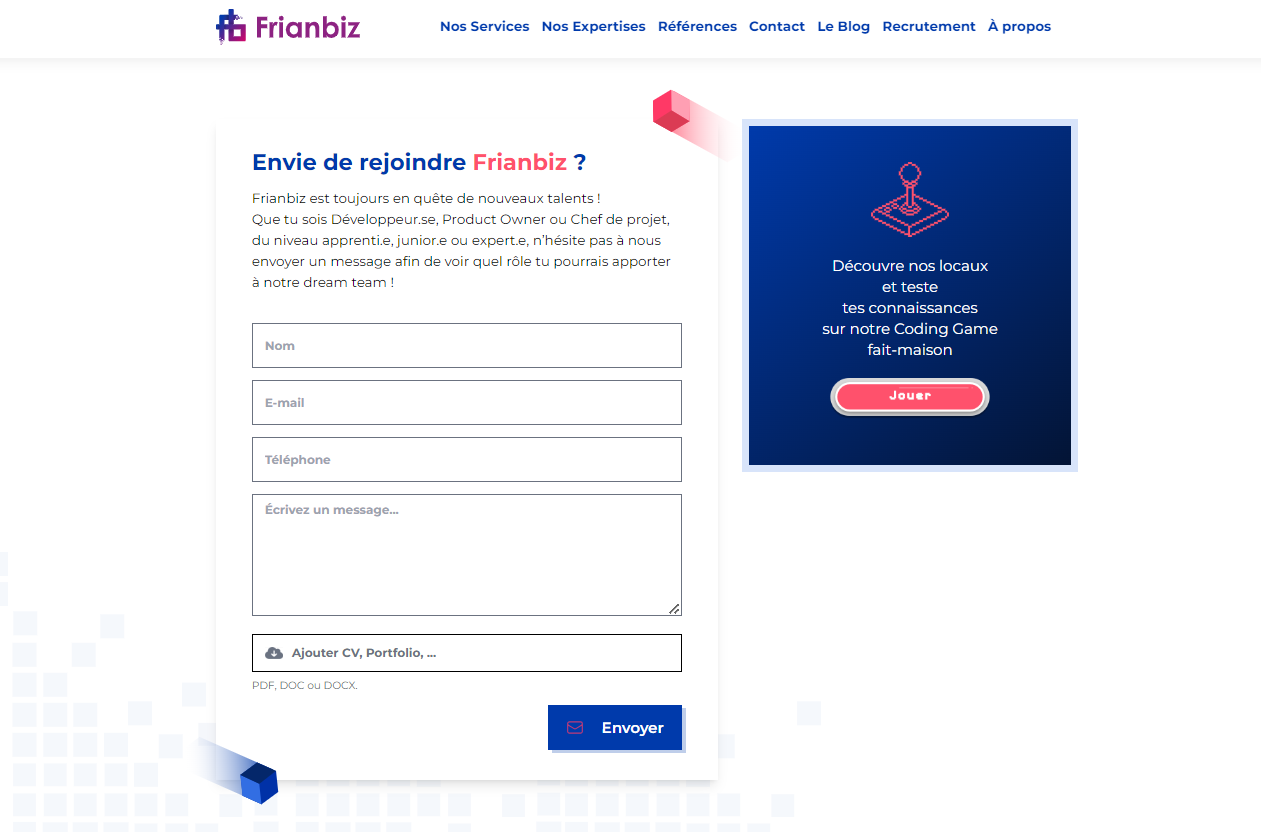 Frianbiz
Nos Services Nos Expertises Références Contact Le Blog Recrutement À propos
Envie de rejoindre Frianbiz ?
Frianbiz est toujours en quête de nouveaux talents !
Que tu sois Développeur.se, Product Owner ou Chef de projet,
du niveau apprenti.e, junior.e ou expert.e, n’hésite pas à nous
envoyer un message afin de voir quel rôle tu pourrais apporter
à notre dream team !
Nom
E-mail
Téléphone
Écrivez un message...
Ajouter CV, Portfolio, ...
PDF, DOC ou DOCX.
Envoyer
Découvre nos locaux
et teste
tes connaissances
sur notre Coding Game
fait-maison
Jouer